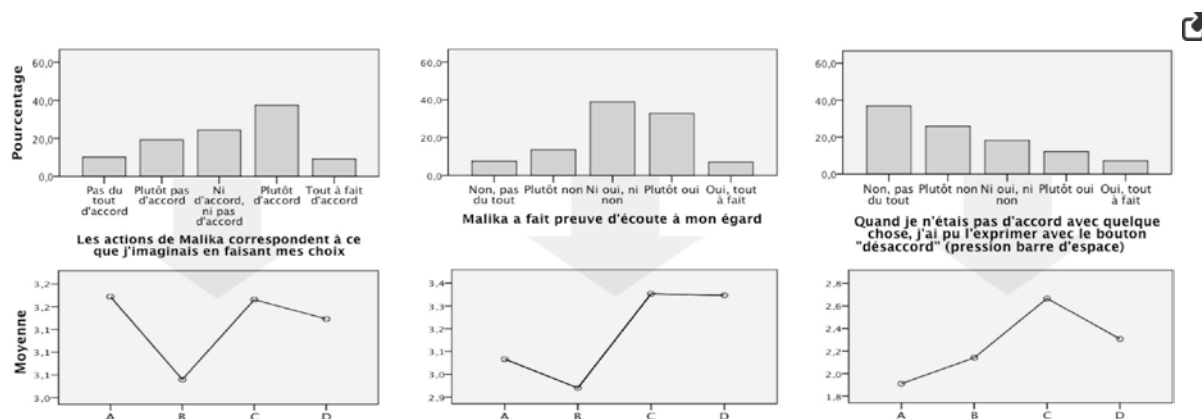 Pourcentage
60,0
40,0
20,0
0,0
Pas du tout d'accord
Plutôt pas d'accord
Ni d'accord, ni pas d'accord
Plutôt d'accord
Tout à fait d'accord
Les actions de Malika correspondent à ce
que j'imaginais en faisant mes choix
60,0
40,0
20,0
0,0
Non, pas du tout
Plutôt non
Ni oui, ni non
Plutôt oui
Oui, tout à fait
Malika a fait preuve d'écoute à mon égard
60,0
40,0
20,0
0,0
Non, pas du tout
Plutôt non
Ni oui, ni non
Plutôt oui
Oui, tout à fait
Quand je n'étais pas d'accord avec quelque
chose, j'ai pu l'exprimer avec le bouton
"désaccord" (pression barre d'espace)
Moyenne
3,2
3,2
3,1
3,1
3,1
3,0
A B C D
3,4
3,3
3,2
3,1
3,0
2,9
A B C D
2,8
2,6
2,4
2,2
2,0
1,8
A B C D